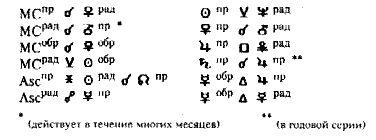 MCпр ☌ ♀ рад ☉ пр ⚺ ♆ рад
MCрад ☌ ♂ пр * ♀ пр ☌ ♂ рад
MCобр ☌ ♀ обр ♃ пр □ рад
MCрад ⚺ ☉ обр пр ☌ ♃ пр **
Ascпр ⚹ ☉ рад ☌ ☊ пр ☿ обр △ ☿ пр
Ascрад ☍ ☿ пр ☿ обр △ ☿ рад
* (действует в течение многих месяцев) ** (в годовой серии)